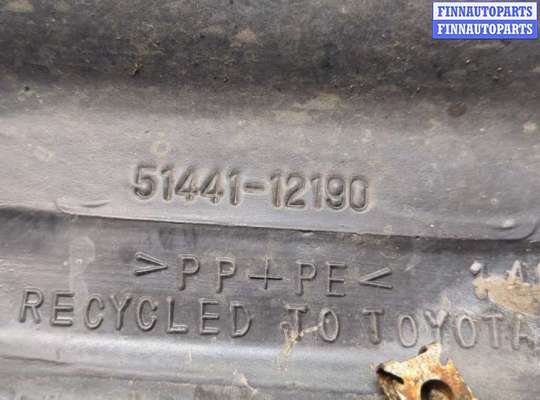 FINNAUTOPARTS
FINNAUTOPARTS
51441-12190
>PP+PE<
RECYCLED TO TOYOTA